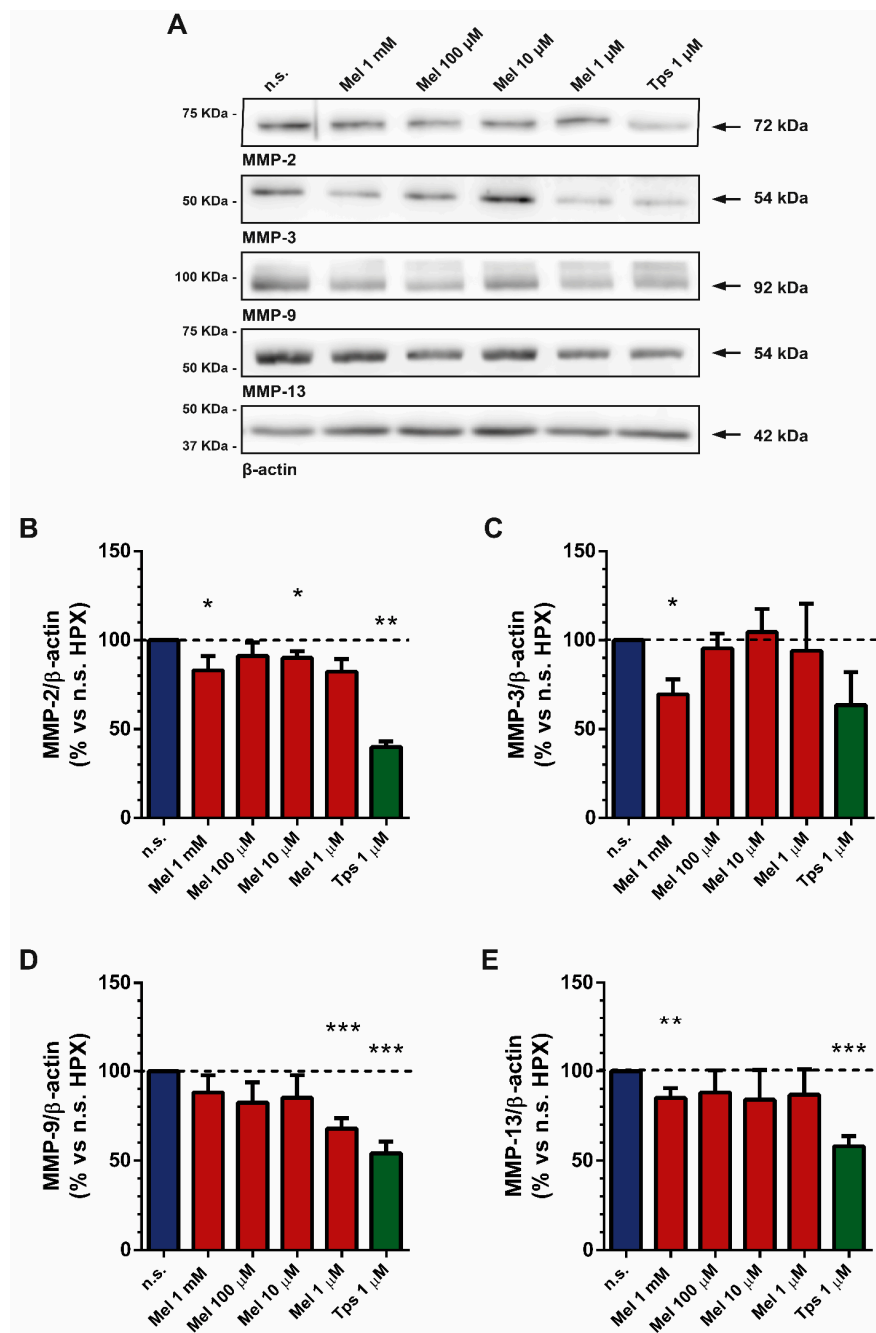 A
n.s. Mel 1 mM Mel 100 µM Mel 10 µM Mel 1 µM Tps 1 µM
75 KDa -
72 kDa
MMP-2
50 KDa -
54 kDa
MMP-3
100 KDa -
92 kDa
MMP-9
75 KDa -
54 kDa
50 KDa -
MMP-13
50 KDa -
42 kDa
37 KDa -
β-actin
B
MMP-2/β-actin
(% vs n.s. HPX)
150
100
50
0
* * **
n.s. Mel 1 mM Mel 100 µM Mel 10 µM Mel 1 µM Tps 1 µM
C
MMP-3/β-actin
(% vs n.s. HPX)
150
100
50
0
*
n.s. Mel 1 mM Mel 100 µM Mel 10 µM Mel 1 µM Tps 1 µM
D
MMP-9/β-actin
(% vs n.s. HPX)
150
100
50
0
*** ***
n.s. Mel 1 mM Mel 100 µM Mel 10 µM Mel 1 µM Tps 1 µM
E
MMP-13/β-actin
(% vs n.s. HPX)
150
100
50
0
** ***
n.s. Mel 1 mM Mel 100 µM Mel 10 µM Mel 1 µM Tps 1 µM